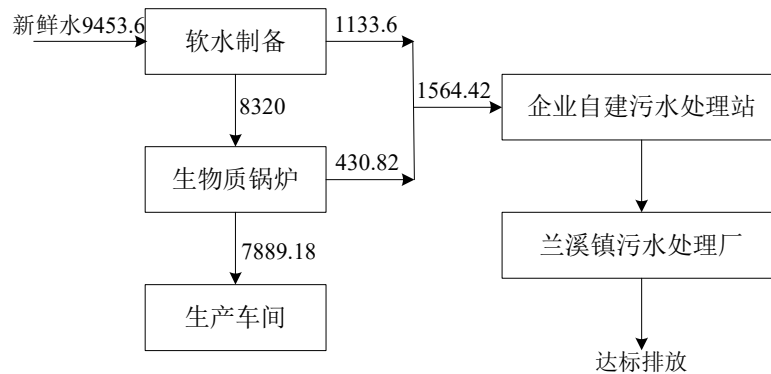 新鲜水9453.6
软水制备
1133.6
8320
1564.42
企业自建污水处理站
生物质锅炉
430.82
7889.18
兰溪镇污水处理厂
生产车间
达标排放